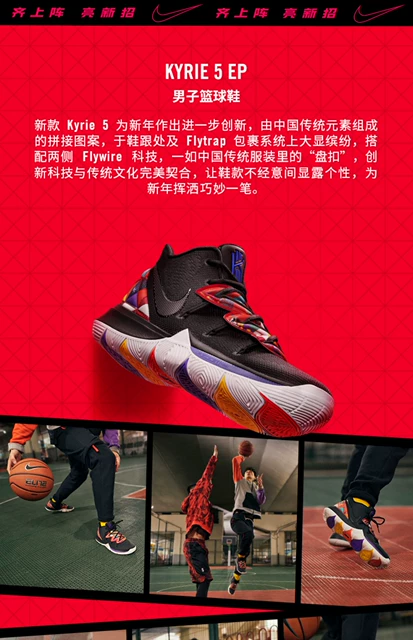 齐上阵 亮新招 齐上阵 亮新招
KYRIE 5 EP
男子篮球鞋
新款 Kyrie 5 为新年作出进一步创新，由中国传统元素组成
的拼接图案，于鞋跟处及 Flytrap 包裹系统上大显缤纷，搭
配两侧 Flywire 科技，一如中国传统服装里的“盘扣”，创
新科技与传统文化完美契合，让鞋款不经意间显露个性，为
新年挥洒巧妙一笔。